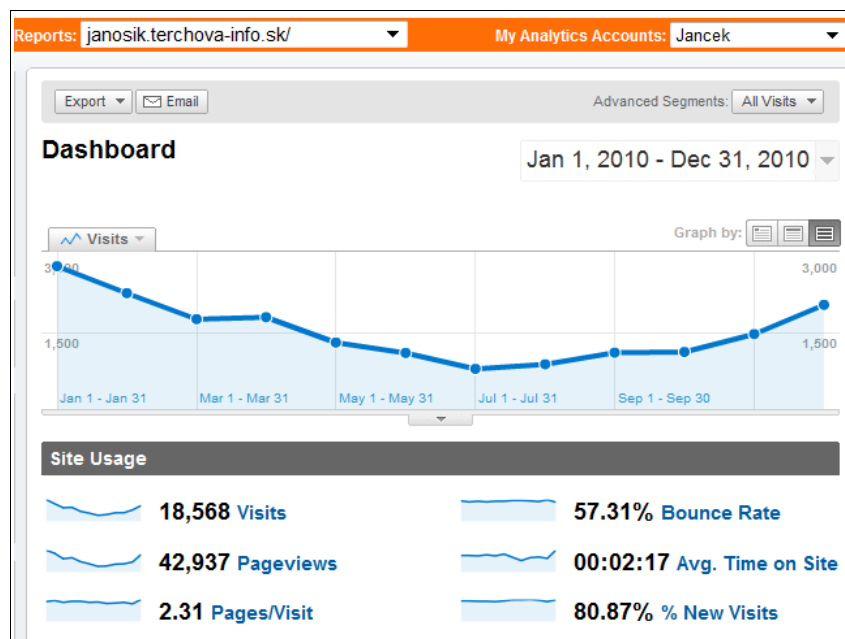 Reports: janosik.terchova-info.sk/ My Analytics Accounts: Jancek
Export Email Advanced Segments: All Visits
Dashboard
Jan 1, 2010 - Dec 31, 2010
Visits Graph by:
3,000 3,000
1,500 1,500
Jan 1 - Jan 31 Mar 1 - Mar 31 May 1 - May 31 Jul 1 - Jul 31 Sep 1 - Sep 30
Site Usage
18,568 Visits 57.31% Bounce Rate
42,937 Pageviews 00:02:17 Avg. Time on Site
2.31 Pages/Visit 80.87% % New Visits